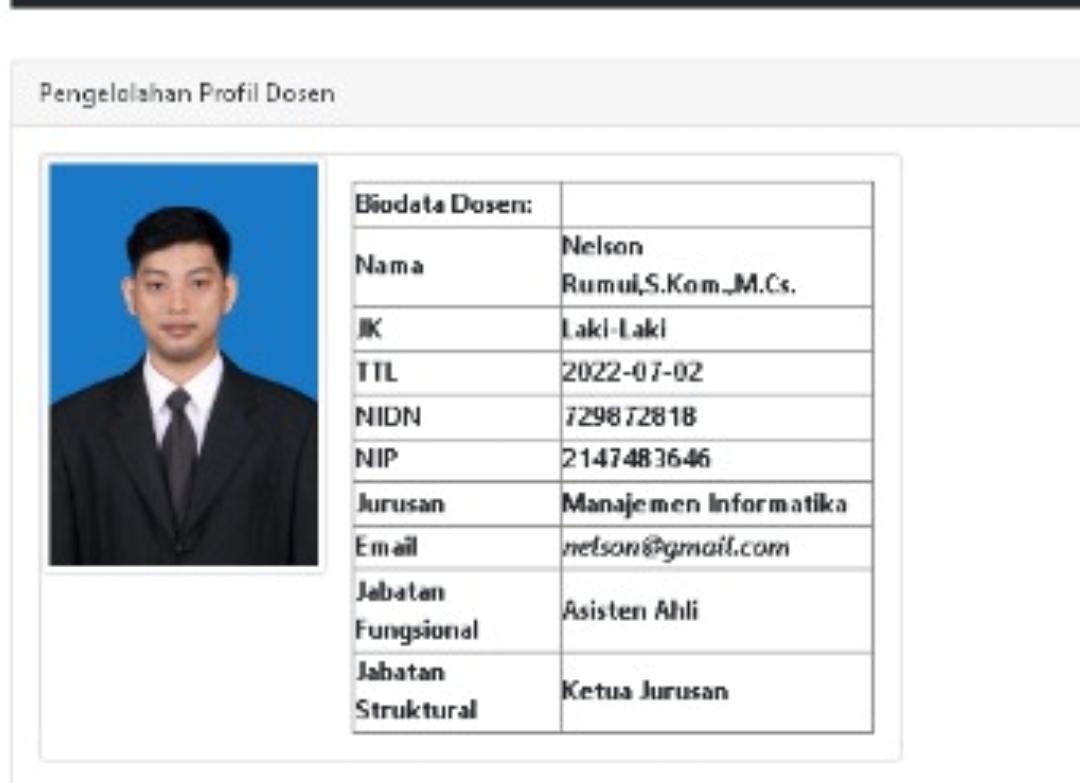 Pengelolahan Profil Dosen
Biodata Dosen:
Nama
Nelson
Rumui,S.Kom.,M.Cs.
JK
Laki-Laki
TTL
2022-07-02
NIDN
729872818
NIP
2147483646
Jurusan
Manajemen Informatika
Email
nelson@gmail.com
Jabatan
Fungsional
Asisten Ahli
Jabatan
Struktural
Ketua Jurusan